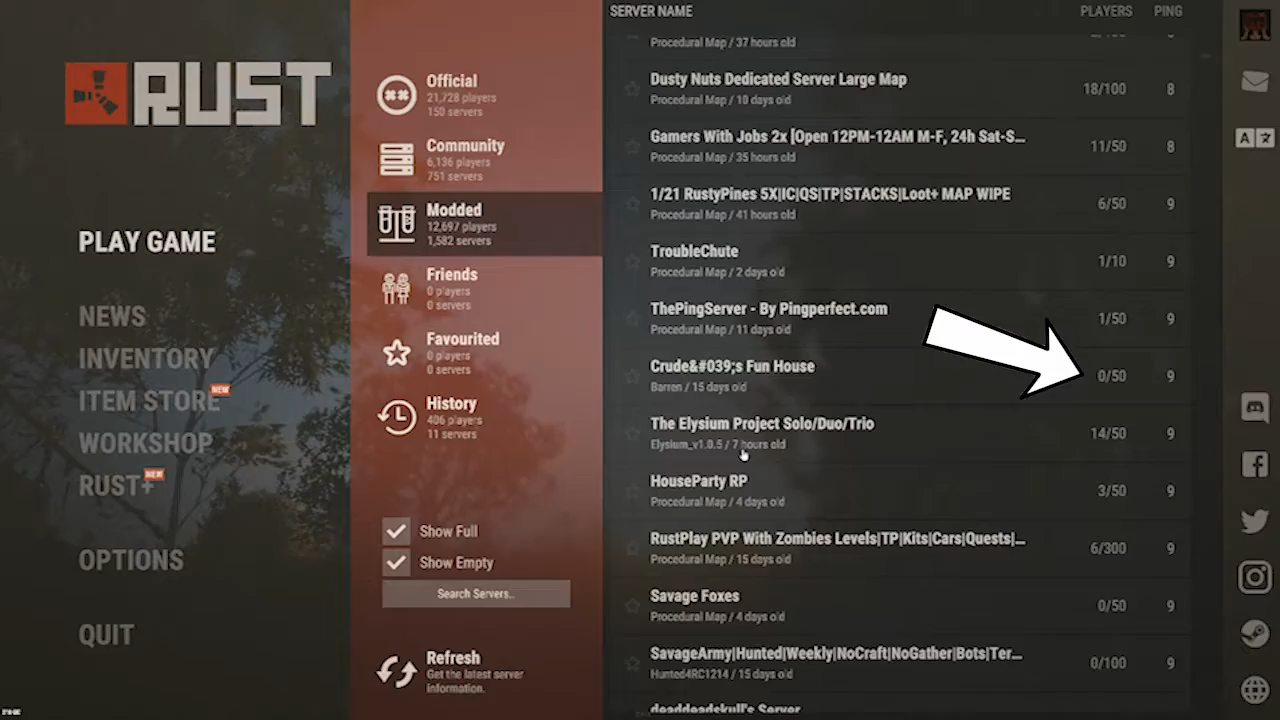 RUST
PLAY GAME
NEWS
INVENTORY
ITEM STORE NEW
WORKSHOP
RUST+ NEW
OPTIONS
QUIT
Official
21,728 players
150 servers
Community
6,136 players
751 servers
Modded
12,697 players
1,582 servers
Friends
0 players
0 servers
Favourited
0 players
0 servers
History
406 players
11 servers
Show Full
Show Empty
Search Servers..
Refresh
Get the latest server
information.
SERVER NAME PLAYERS PING
Procedural Map / 37 hours old
Dusty Nuts Dedicated Server Large Map 18/100 8
Procedural Map / 10 days old
Gamers With Jobs 2x [Open 12PM-12AM M-F, 24h Sat-S... 11/50 8
Procedural Map / 35 hours old
1/21 RustyPines 5X|IC|QS|TP|STACKS|Loot+ MAP WIPE 6/50 9
Procedural Map / 41 hours old
TroubleChute 1/10 9
Procedural Map / 2 days old
ThePingServer - By Pingperfect.com 1/50 9
Procedural Map / 11 days old
Crude&#039;s Fun House 0/50 9
Barren / 15 days old
The Elysium Project Solo/Duo/Trio 14/50 9
Elysium_v1.0.5 / 7 hours old
HouseParty RP 3/50 9
Procedural Map / 4 days old
RustPlay PVP With Zombies Levels|TP|Kits|Cars|Quests|... 6/300 9
Procedural Map / 15 days old
Savage Foxes 0/50 9
Procedural Map / 4 days old
SavageArmy|Hunted|Weekly|NoCraft|NoGather|Bots|Ter... 0/100 9
Hunted4RC1214 / 15 days old
deaddeadskull's Server